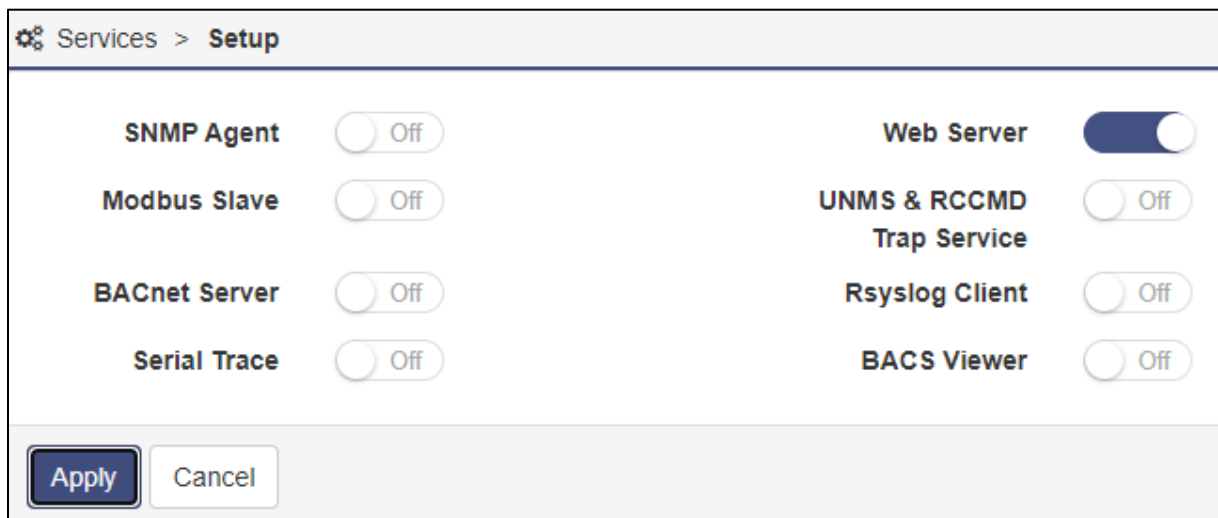 Services > Setup
SNMP Agent Off Web Server
Modbus Slave Off UNMS & RCCMD Off
Trap Service
BACnet Server Off Rsyslog Client Off
Serial Trace Off BACS Viewer Off
Apply Cancel